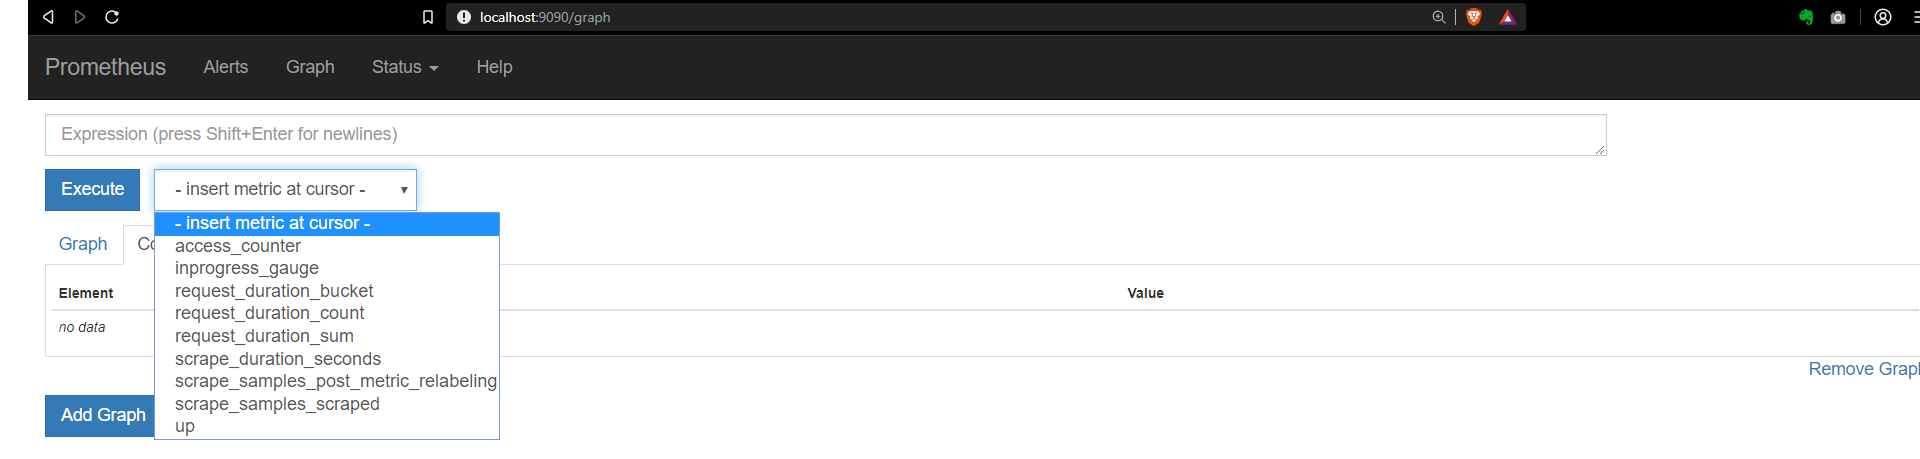 localhost:9090/graph
Prometheus Alerts Graph Status Help
Expression (press Shift+Enter for newlines)
Execute - insert metric at cursor -
- insert metric at cursor -
Graph
access_counter
inprogress_gauge
request_duration_bucket
request_duration_count
request_duration_sum
scrape_duration_seconds
scrape_samples_post_metric_relabeling
scrape_samples_scraped
up
Element Value
no data
Remove Graph
Add Graph